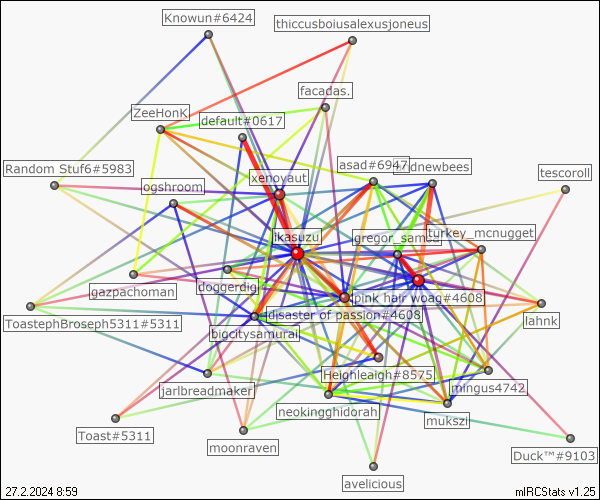 Knowun#6424
thiccusboiusalexusjoneus
facadas.
ZeeHonK
default#0617
Random Stuf6#5983
xenoyaut
asad#6947
dnewbees
tescoroll
ogshroom
Ikasuzu
gregor_samsa
turkey_mcnugget
doggerdig
gazpachoman
pink hair woag#4608
ToastephBroseph5311#5311
disaster of passion#4608
lahnk
bigcitysamurai
Heighleaigh#8575
mingus4742
jarlbreadmaker
neokingghidorah
mukszi
Toast#5311
moonraven
Duck™#9103
avelicious
27.2.2024 8:59
mIRCStats v1.25